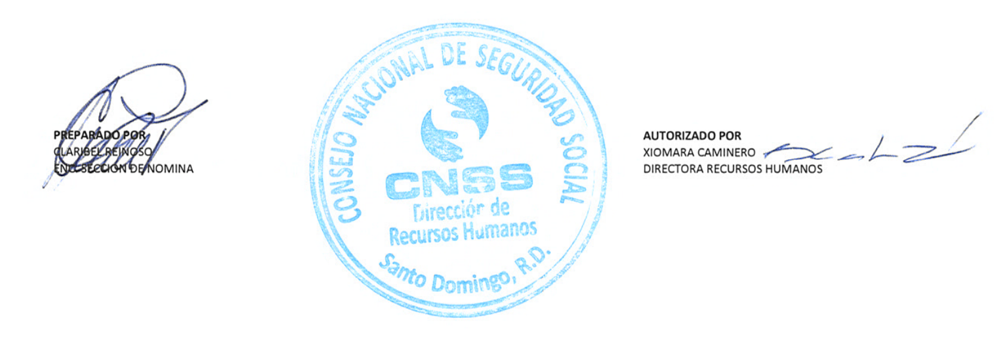 PREPARADO POR
CLARIBEL REINOSO
ENC. SECCIÓN DE NOMINA
CONSEJO NACIONAL DE SEGURIDAD SOCIAL
CNSS
Dirección de
Recursos Humanos
Santo Domingo, R.D.
AUTORIZADO POR
XIOMARA CAMINERO
DIRECTORA RECURSOS HUMANOS